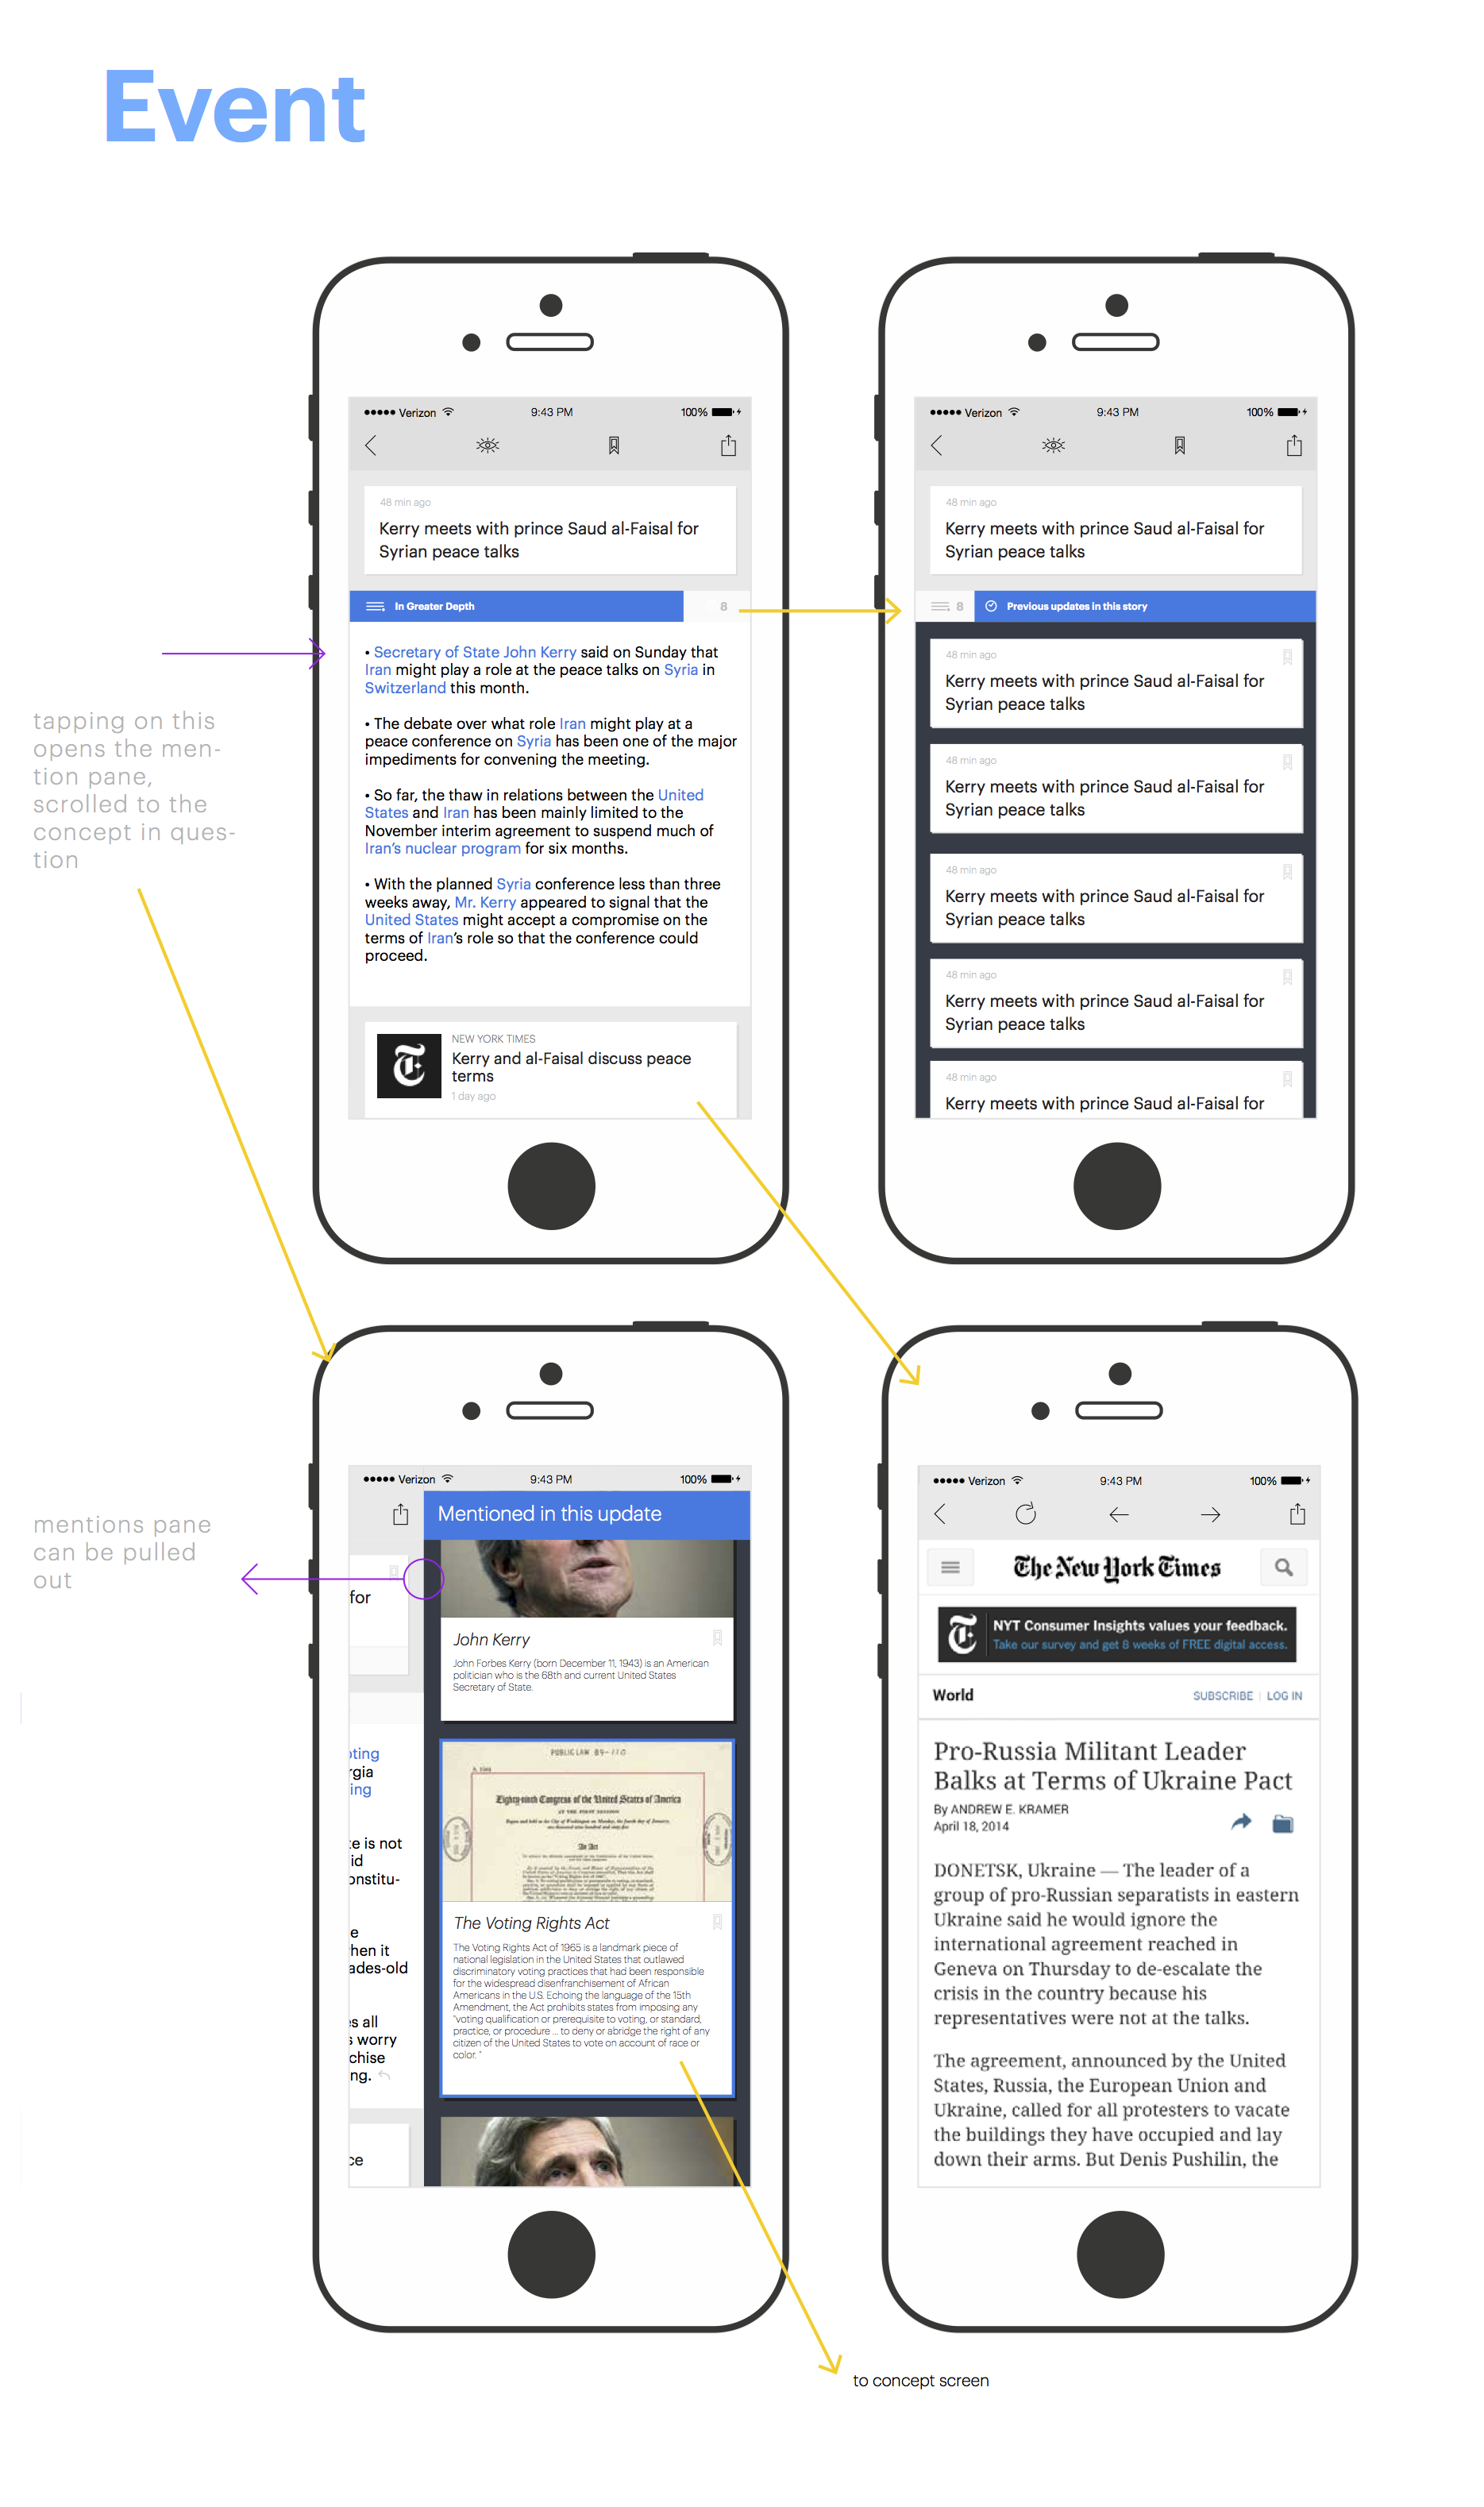 Event
Verizon
9:43 PM
100%
48 min ago
Kerry meets with prince Saud al-Faisal for
Syrian peace talks
In Greater Depth
8
• Secretary of State John Kerry said on Sunday that
Iran might play a role at the peace talks on Syria in
Switzerland this month.
• The debate over what role Iran might play at a
peace conference on Syria has been one of the major
impediments for convening the meeting.
• So far, the thaw in relations between the United
States and Iran has been mainly limited to the
November interim agreement to suspend much of
Iran's nuclear program for six months.
• With the planned Syria conference less than three
weeks away, Mr. Kerry appeared to signal that the
United States might accept a compromise on the
terms of Iran's role so that the conference could
proceed.
NEW YORK TIMES
Kerry and al-Faisal discuss peace
terms
1 day ago
Verizon
9:43 PM
100%
48 min ago
Kerry meets with prince Saud al-Faisal for
Syrian peace talks
8
Previous updates in this story
48 min ago
Kerry meets with prince Saud al-Faisal for
Syrian peace talks
48 min ago
Kerry meets with prince Saud al-Faisal for
Syrian peace talks
48 min ago
Kerry meets with prince Saud al-Faisal for
Syrian peace talks
48 min ago
Kerry meets with prince Saud al-Faisal for
Syrian peace talks
48 min ago
Kerry meets with prince Saud al-Faisal for
tapping on this
opens the men-
tion pane,
scrolled to the
concept in ques-
tion
mentions pane
can be pulled
out
Verizon
9:43 PM
100%
for
oting
rgia
ing
te is not
id
onstitu-
e
hen it
ades-old
es all
s worry
chise
ng.
ce
Mentioned in this update
John Kerry
John Forbes Kerry (born December 11, 1943) is an American
politician who is the 68th and current United States
Secretary of State.
PUBLIC LAW 89-110
Eighty-ninth Congress of the United States of America
AT THE FIRST SESSION
An Act
The Voting Rights Act
The Voting Rights Act of 1965 is a landmark piece of
national legislation in the United States that outlawed
discriminatory voting practices that had been responsible
for the widespread disenfranchisement of African
Americans in the U.S. Echoing the language of the 15th
Amendment, the Act prohibits states from imposing any
"voting qualification or prerequisite to voting, or standard,
practice, or procedure ... to deny or abridge the right of any
citizen of the United States to vote on account of race or
color. "
Verizon
9:43 PM
100%
The New York Times
NYT Consumer Insights values your feedback.
Take our survey and get 8 weeks of FREE digital access.
World
SUBSCRIBE | LOG IN
Pro-Russia Militant Leader
Balks at Terms of Ukraine Pact
By ANDREW E. KRAMER
April 18, 2014
DONETSK, Ukraine — The leader of a
group of pro-Russian separatists in eastern
Ukraine said he would ignore the
international agreement reached in
Geneva on Thursday to de-escalate the
crisis in the country because his
representatives were not at the talks.
The agreement, announced by the United
States, Russia, the European Union and
Ukraine, called for all protesters to vacate
the buildings they have occupied and lay
down their arms. But Denis Pushilin, the
to concept screen